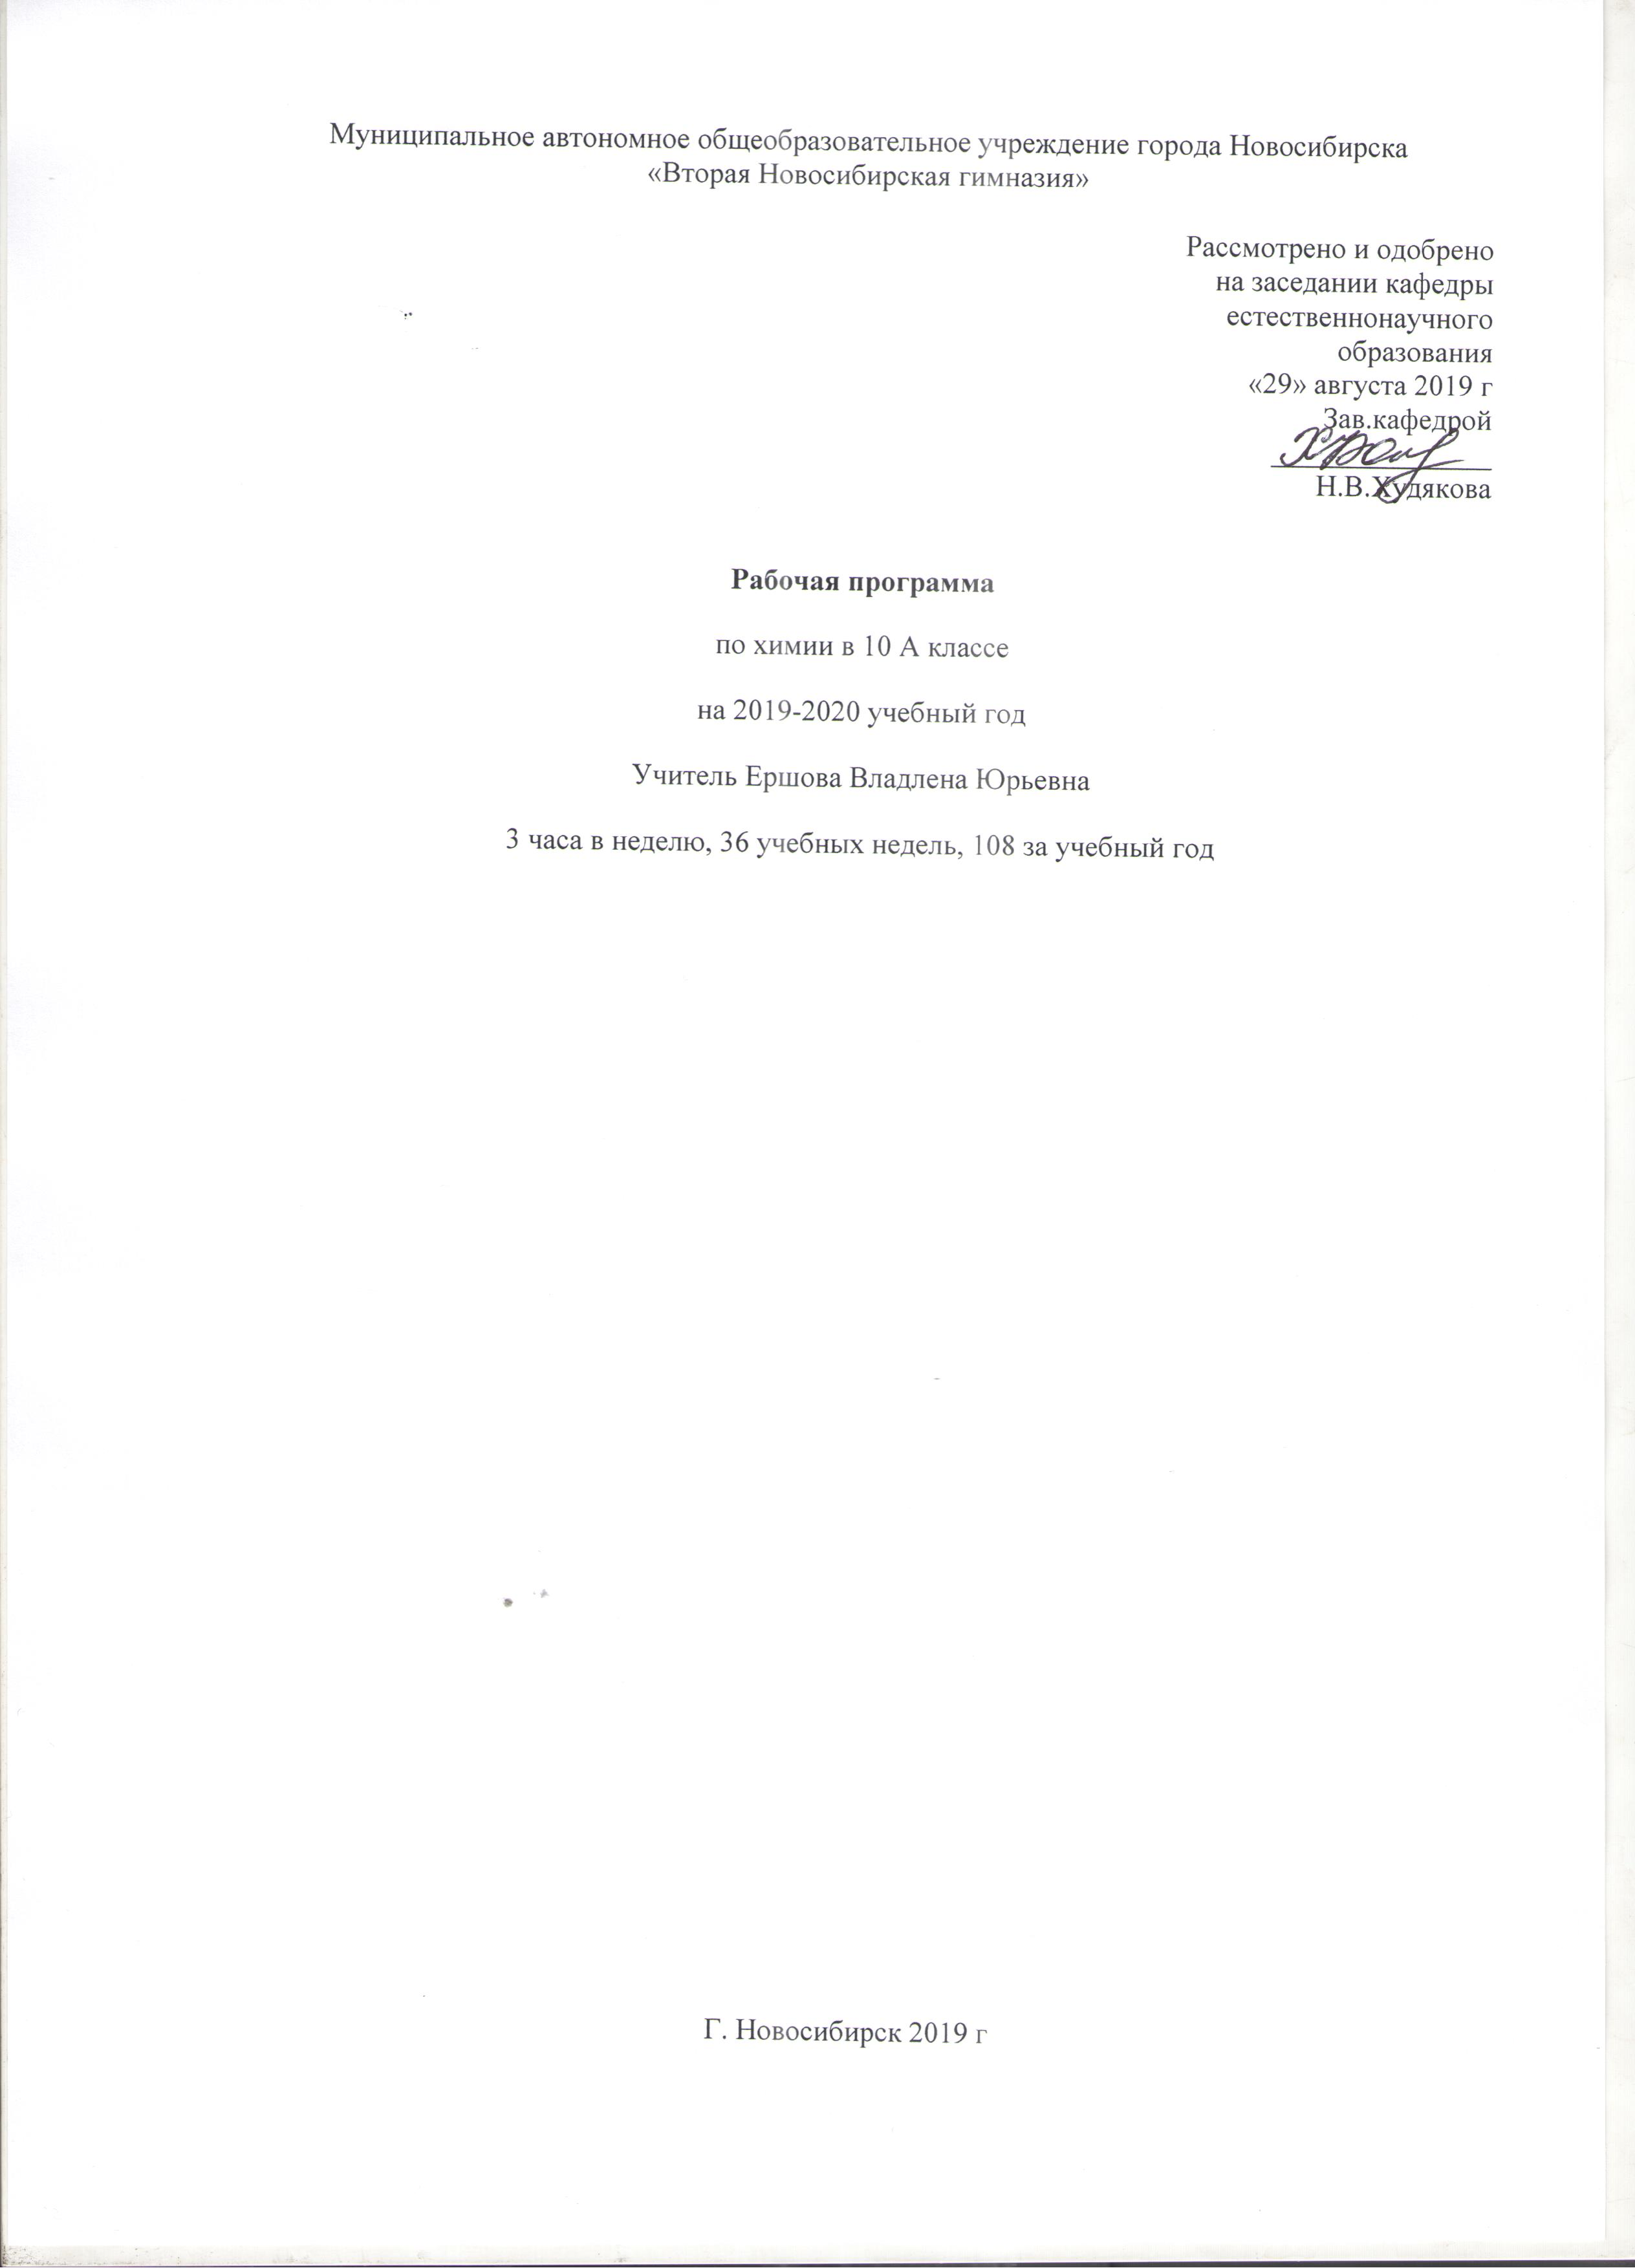 Муниципальное автономное общеобразовательное учреждение города Новосибирска
«Вторая Новосибирская гимназия»
Рассмотрено и одобрено
на заседании кафедры
естественнонаучного
образования
«29» августа 2019 г
Зав.кафедрой
Н.В.Худякова
Рабочая программа
по химии в 10 А классе
на 2019-2020 учебный год
Учитель Ершова Владлена Юрьевна
3 часа в неделю, 36 учебных недель, 108 за учебный год
Г. Новосибирск 2019 г